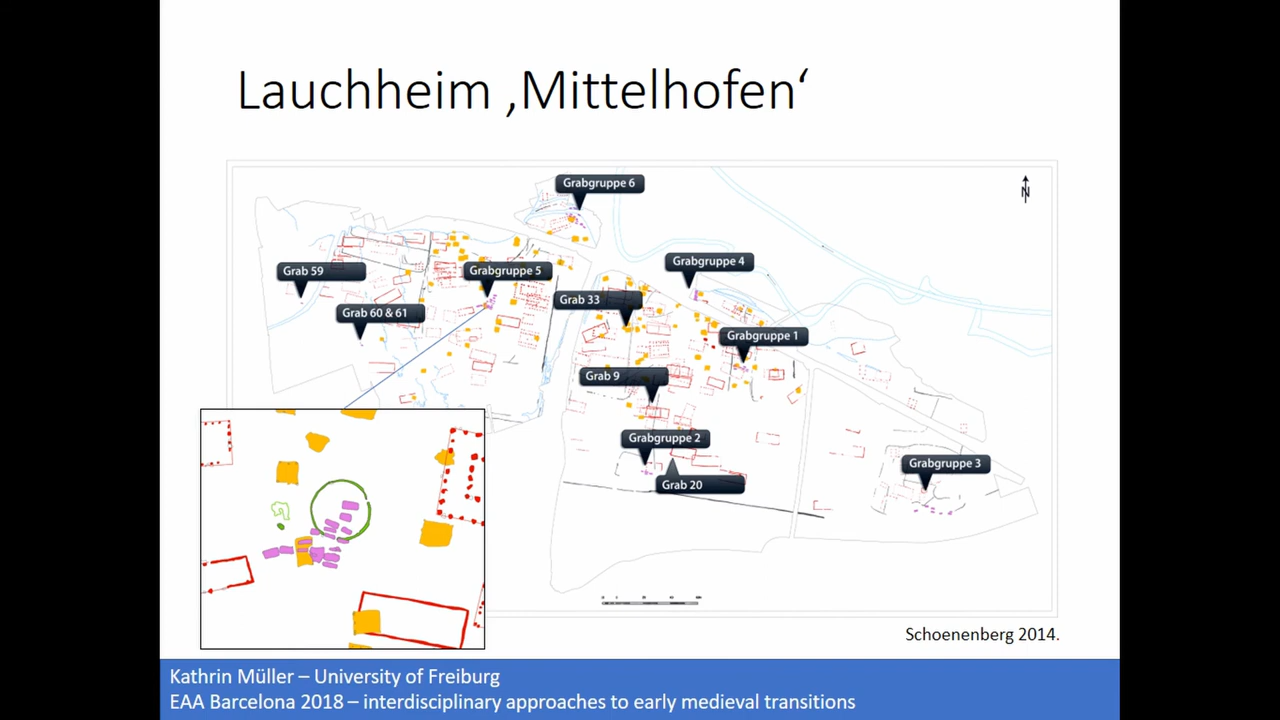 Lauchheim ‚Mittelhofen‘
Grabgruppe 6
N
Grabgruppe 4
Grab 59
Grabgruppe 5
Grab 33
Grab 60 & 61
Grabgruppe 1
Grab 9
Grabgruppe 2
Grabgruppe 3
Grab 20
Schoenenberg 2014.
Kathrin Müller – University of Freiburg
EAA Barcelona 2018 – interdisciplinary approaches to early medieval transitions